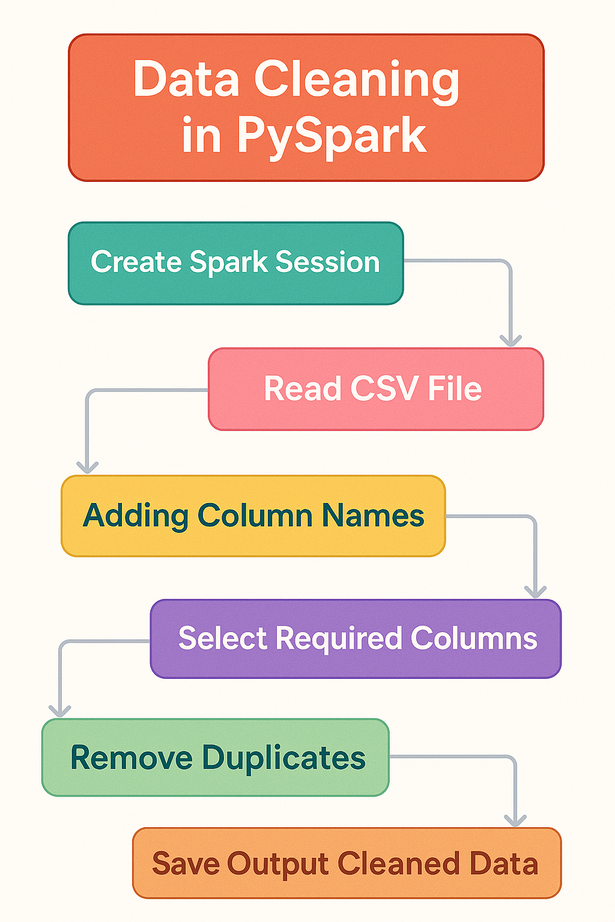 Data Cleaning
in PySpark
Create Spark Session
Read CSV File
Adding Column Names
Select Required Columns
Remove Duplicates
Save Output Cleaned Data